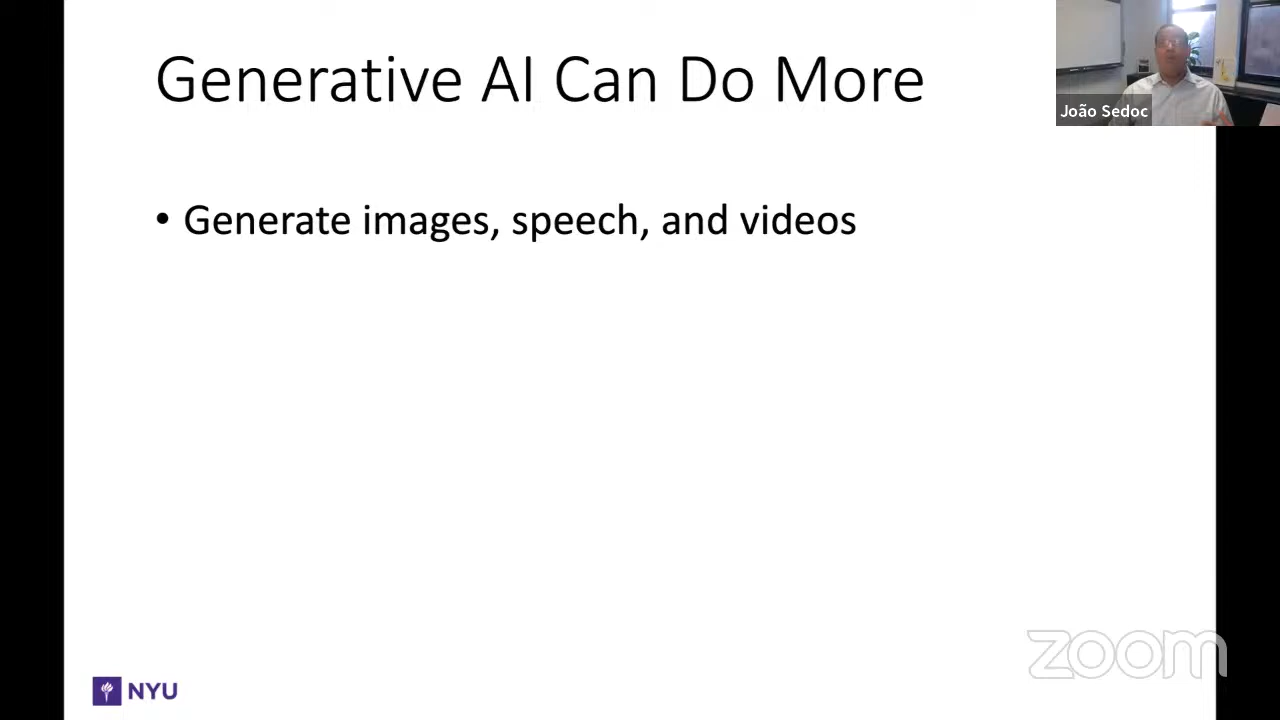 Generative AI Can Do More
João Sedoc
• Generate images, speech, and videos
zoom
NYU